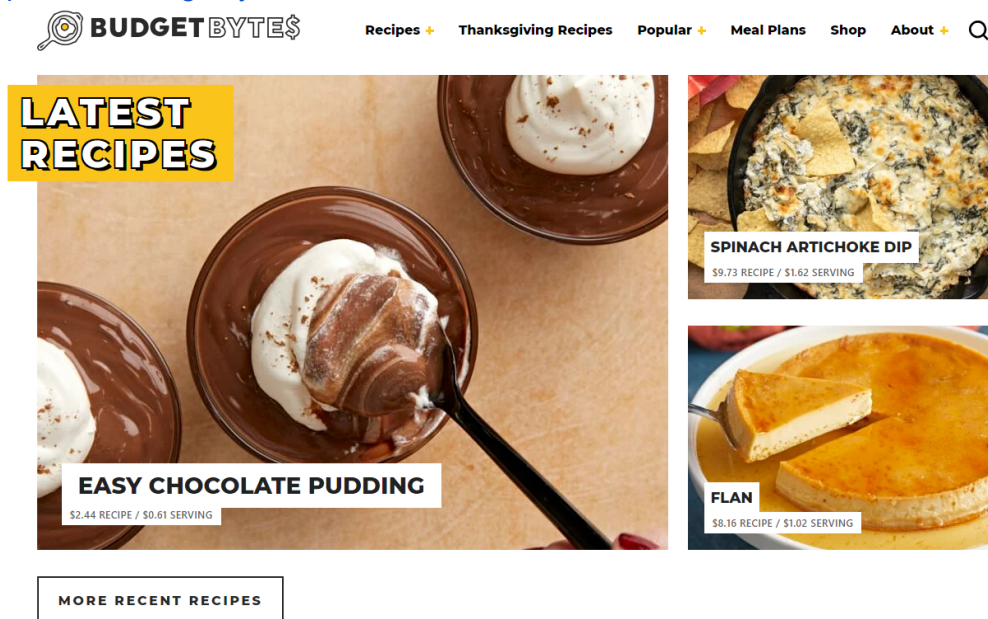 BUDGET BYTE$
Recipes + Thanksgiving Recipes Popular + Meal Plans Shop About +
LATEST
RECIPES
SPINACH ARTICHOKE DIP
$9.73 RECIPE / $1.62 SERVING
EASY CHOCOLATE PUDDING
$2.44 RECIPE / $0.61 SERVING
FLAN
$8.16 RECIPE / $1.02 SERVING
MORE RECENT RECIPES